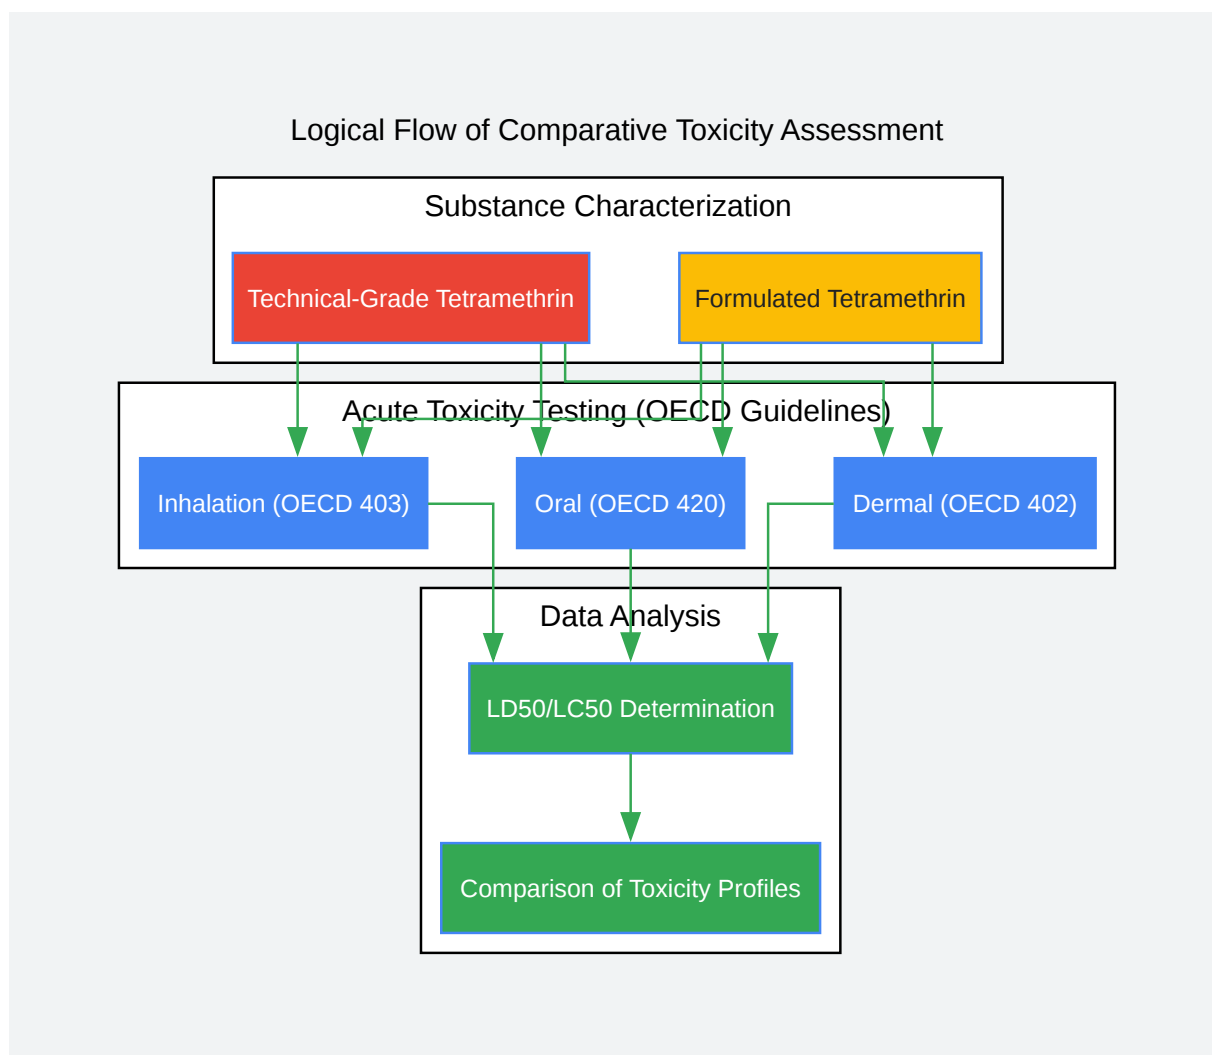 Logical Flow of Comparative Toxicity Assessment
Substance Characterization
Technical-Grade Tetramethrin
Formulated Tetramethrin
Acute Toxicity Testing (OECD Guidelines)
Inhalation (OECD 403)
Oral (OECD 420)
Dermal (OECD 402)
Data Analysis
LD50/LC50 Determination
Comparison of Toxicity Profiles